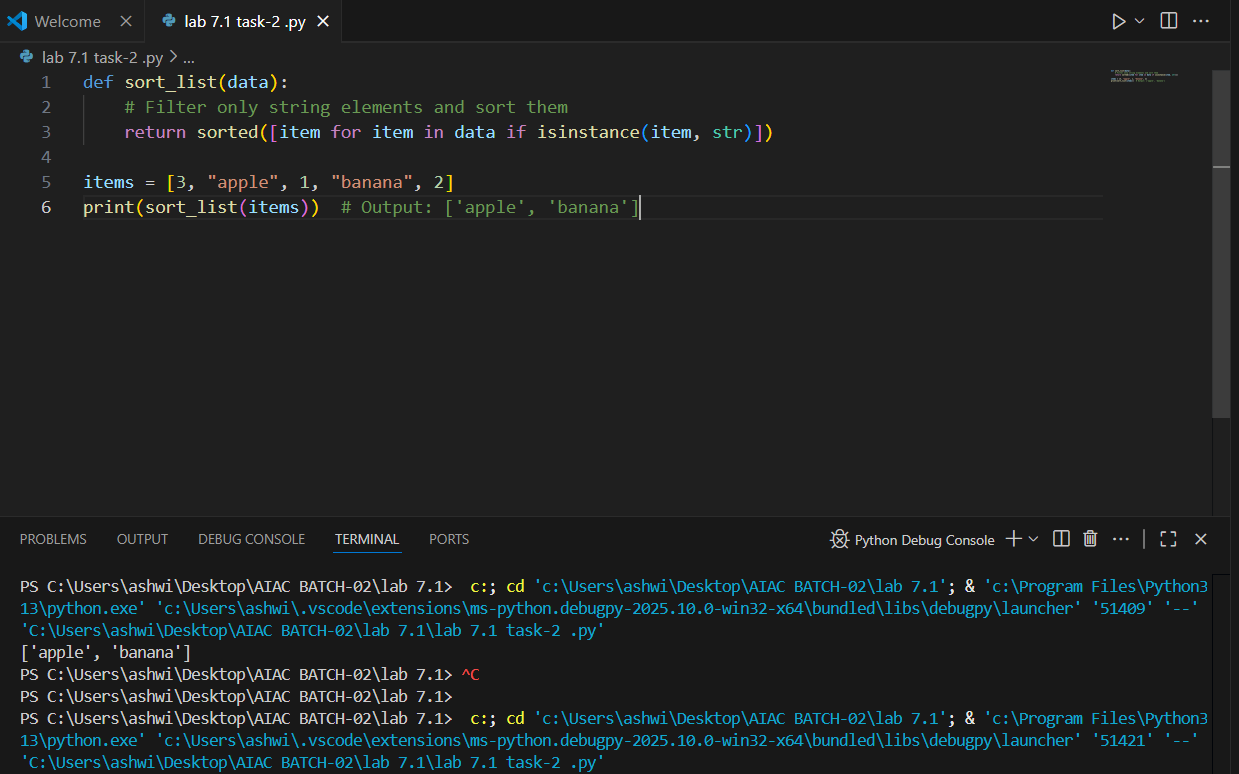 Welcome
lab 7.1 task-2 .py
lab 7.1 task-2 .py > ...
1 def sort_list(data):
2     # Filter only string elements and sort them
3     return sorted([item for item in data if isinstance(item, str)])
4
5 items = [3, "apple", 1, "banana", 2]
6 print(sort_list(items))  # Output: ['apple', 'banana']
PROBLEMS OUTPUT DEBUG CONSOLE TERMINAL PORTS Python Debug Console
PS C:\Users\ashwi\Desktop\AIAC BATCH-02\lab 7.1>  c:; cd 'c:\Users\ashwi\Desktop\AIAC BATCH-02\lab 7.1'; & 'c:\Program Files\Python3
13\python.exe' 'c:\Users\ashwi\.vscode\extensions\ms-python.debugpy-2025.10.0-win32-x64\bundled\libs\debugpy\launcher' '51409' '--'
'C:\Users\ashwi\Desktop\AIAC BATCH-02\lab 7.1\lab 7.1 task-2 .py'
['apple', 'banana']
PS C:\Users\ashwi\Desktop\AIAC BATCH-02\lab 7.1> ^C
PS C:\Users\ashwi\Desktop\AIAC BATCH-02\lab 7.1>
PS C:\Users\ashwi\Desktop\AIAC BATCH-02\lab 7.1>  c:; cd 'c:\Users\ashwi\Desktop\AIAC BATCH-02\lab 7.1'; & 'c:\Program Files\Python3
13\python.exe' 'c:\Users\ashwi\.vscode\extensions\ms-python.debugpy-2025.10.0-win32-x64\bundled\libs\debugpy\launcher' '51421' '--'
'C:\Users\ashwi\Desktop\AIAC BATCH-02\lab 7.1\lab 7.1 task-2 .py'